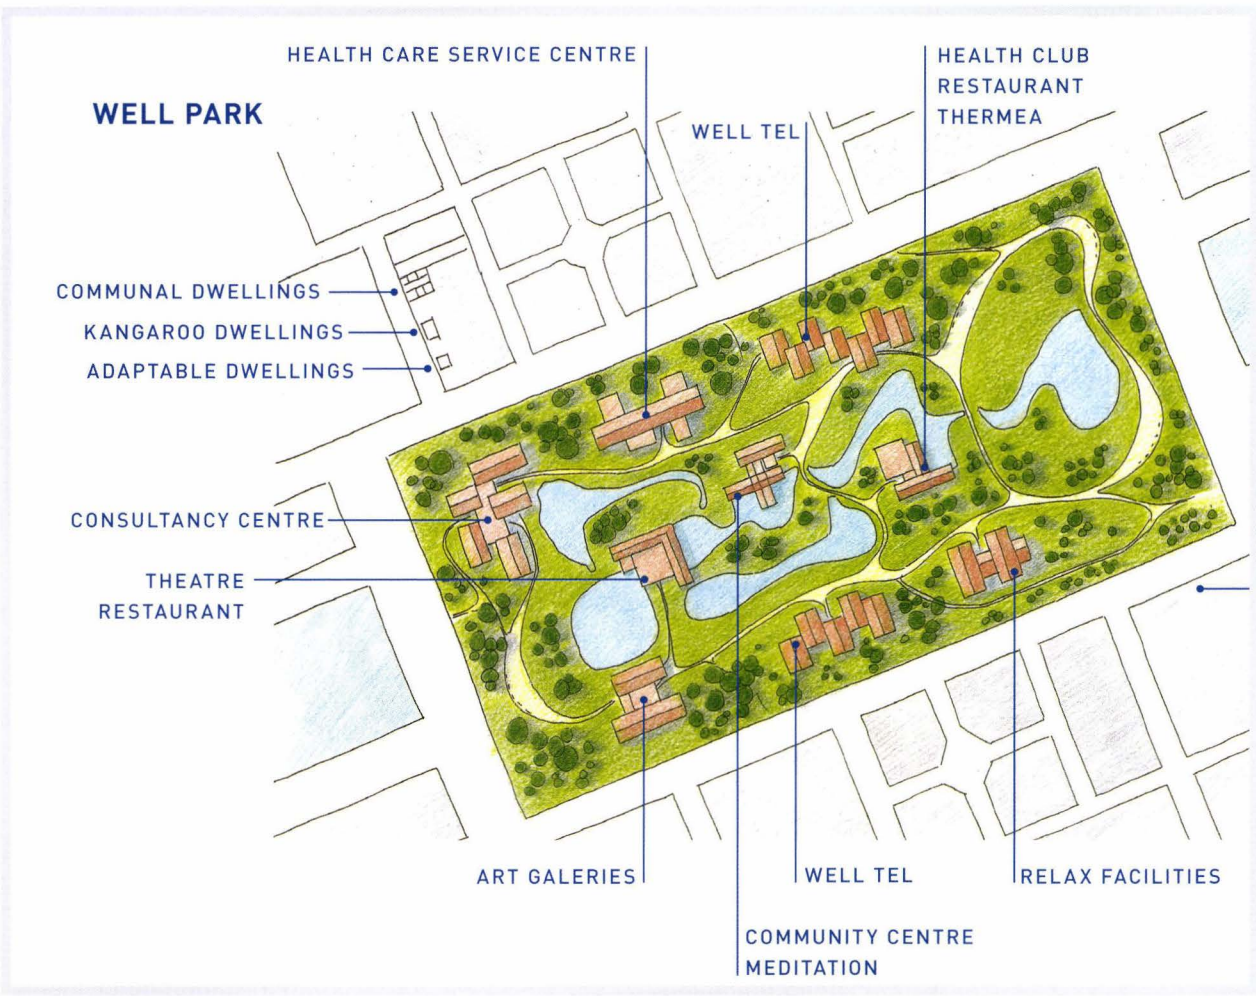 HEALTH CARE SERVICE CENTRE
HEALTH CLUB
RESTAURANT
THERMEA
WELL PARK
WELL TEL
COMMUNAL DWELLINGS
KANGAROO DWELLINGS
ADAPTABLE DWELLINGS
CONSULTANCY CENTRE
THEATRE
RESTAURANT
ART GALERIES
WELL TEL
RELAX FACILITIES
COMMUNITY CENTRE
MEDITATION